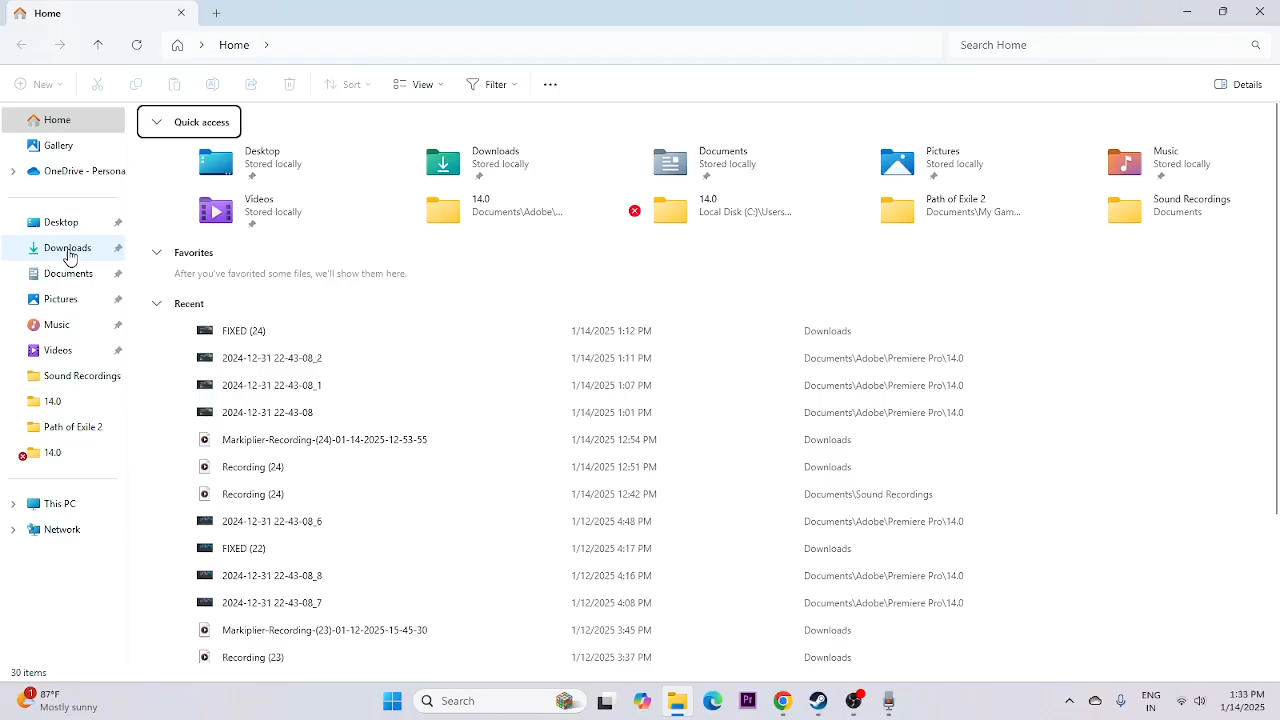 Home
Home
Search Home
New
Sort
View
Filter
Details
Home
Gallery
OneDrive - Persona
Desktop
Downloads
Documents
Pictures
Music
Videos
Sound Recordings
14.0
Path of Exile 2
14.0
This PC
Network
Quick access
Desktop
Stored locally
Downloads
Stored locally
Documents
Stored locally
Pictures
Stored locally
Music
Stored locally
Videos
Stored locally
14.0
Documents\Adobe\...
14.0
Local Disk (C:)\Users...
Path of Exile 2
Documents\My Gam...
Sound Recordings
Documents
Favorites
After you've favorited some files, we'll show them here.
Recent
FIXED (24) 1/14/2025 1:12 PM Downloads
2024-12-31 22-43-08_2 1/14/2025 1:11 PM Documents\Adobe\Premiere Pro\14.0
2024-12-31 22-43-08_1 1/14/2025 1:07 PM Documents\Adobe\Premiere Pro\14.0
2024-12-31 22-43-08 1/14/2025 1:01 PM Documents\Adobe\Premiere Pro\14.0
Markiplier-Recording-(24)-01-14-2025-12-53-55 1/14/2025 12:54 PM Downloads
Recording (24) 1/14/2025 12:51 PM Downloads
Recording (24) 1/14/2025 12:42 PM Documents\Sound Recordings
2024-12-31 22-43-08_6 1/12/2025 4:48 PM Documents\Adobe\Premiere Pro\14.0
FIXED (22) 1/12/2025 4:17 PM Downloads
2024-12-31 22-43-08_8 1/12/2025 4:16 PM Documents\Adobe\Premiere Pro\14.0
2024-12-31 22-43-08_7 1/12/2025 4:08 PM Documents\Adobe\Premiere Pro\14.0
Markiplier-Recording-(23)-01-12-2025-15-45-30 1/12/2025 3:45 PM Downloads
Recording (23) 1/12/2025 3:37 PM Downloads
30 items
1
87°F
Mostly sunny
Search
Pr
ENG
IN
1:33 PM
1/14/2025